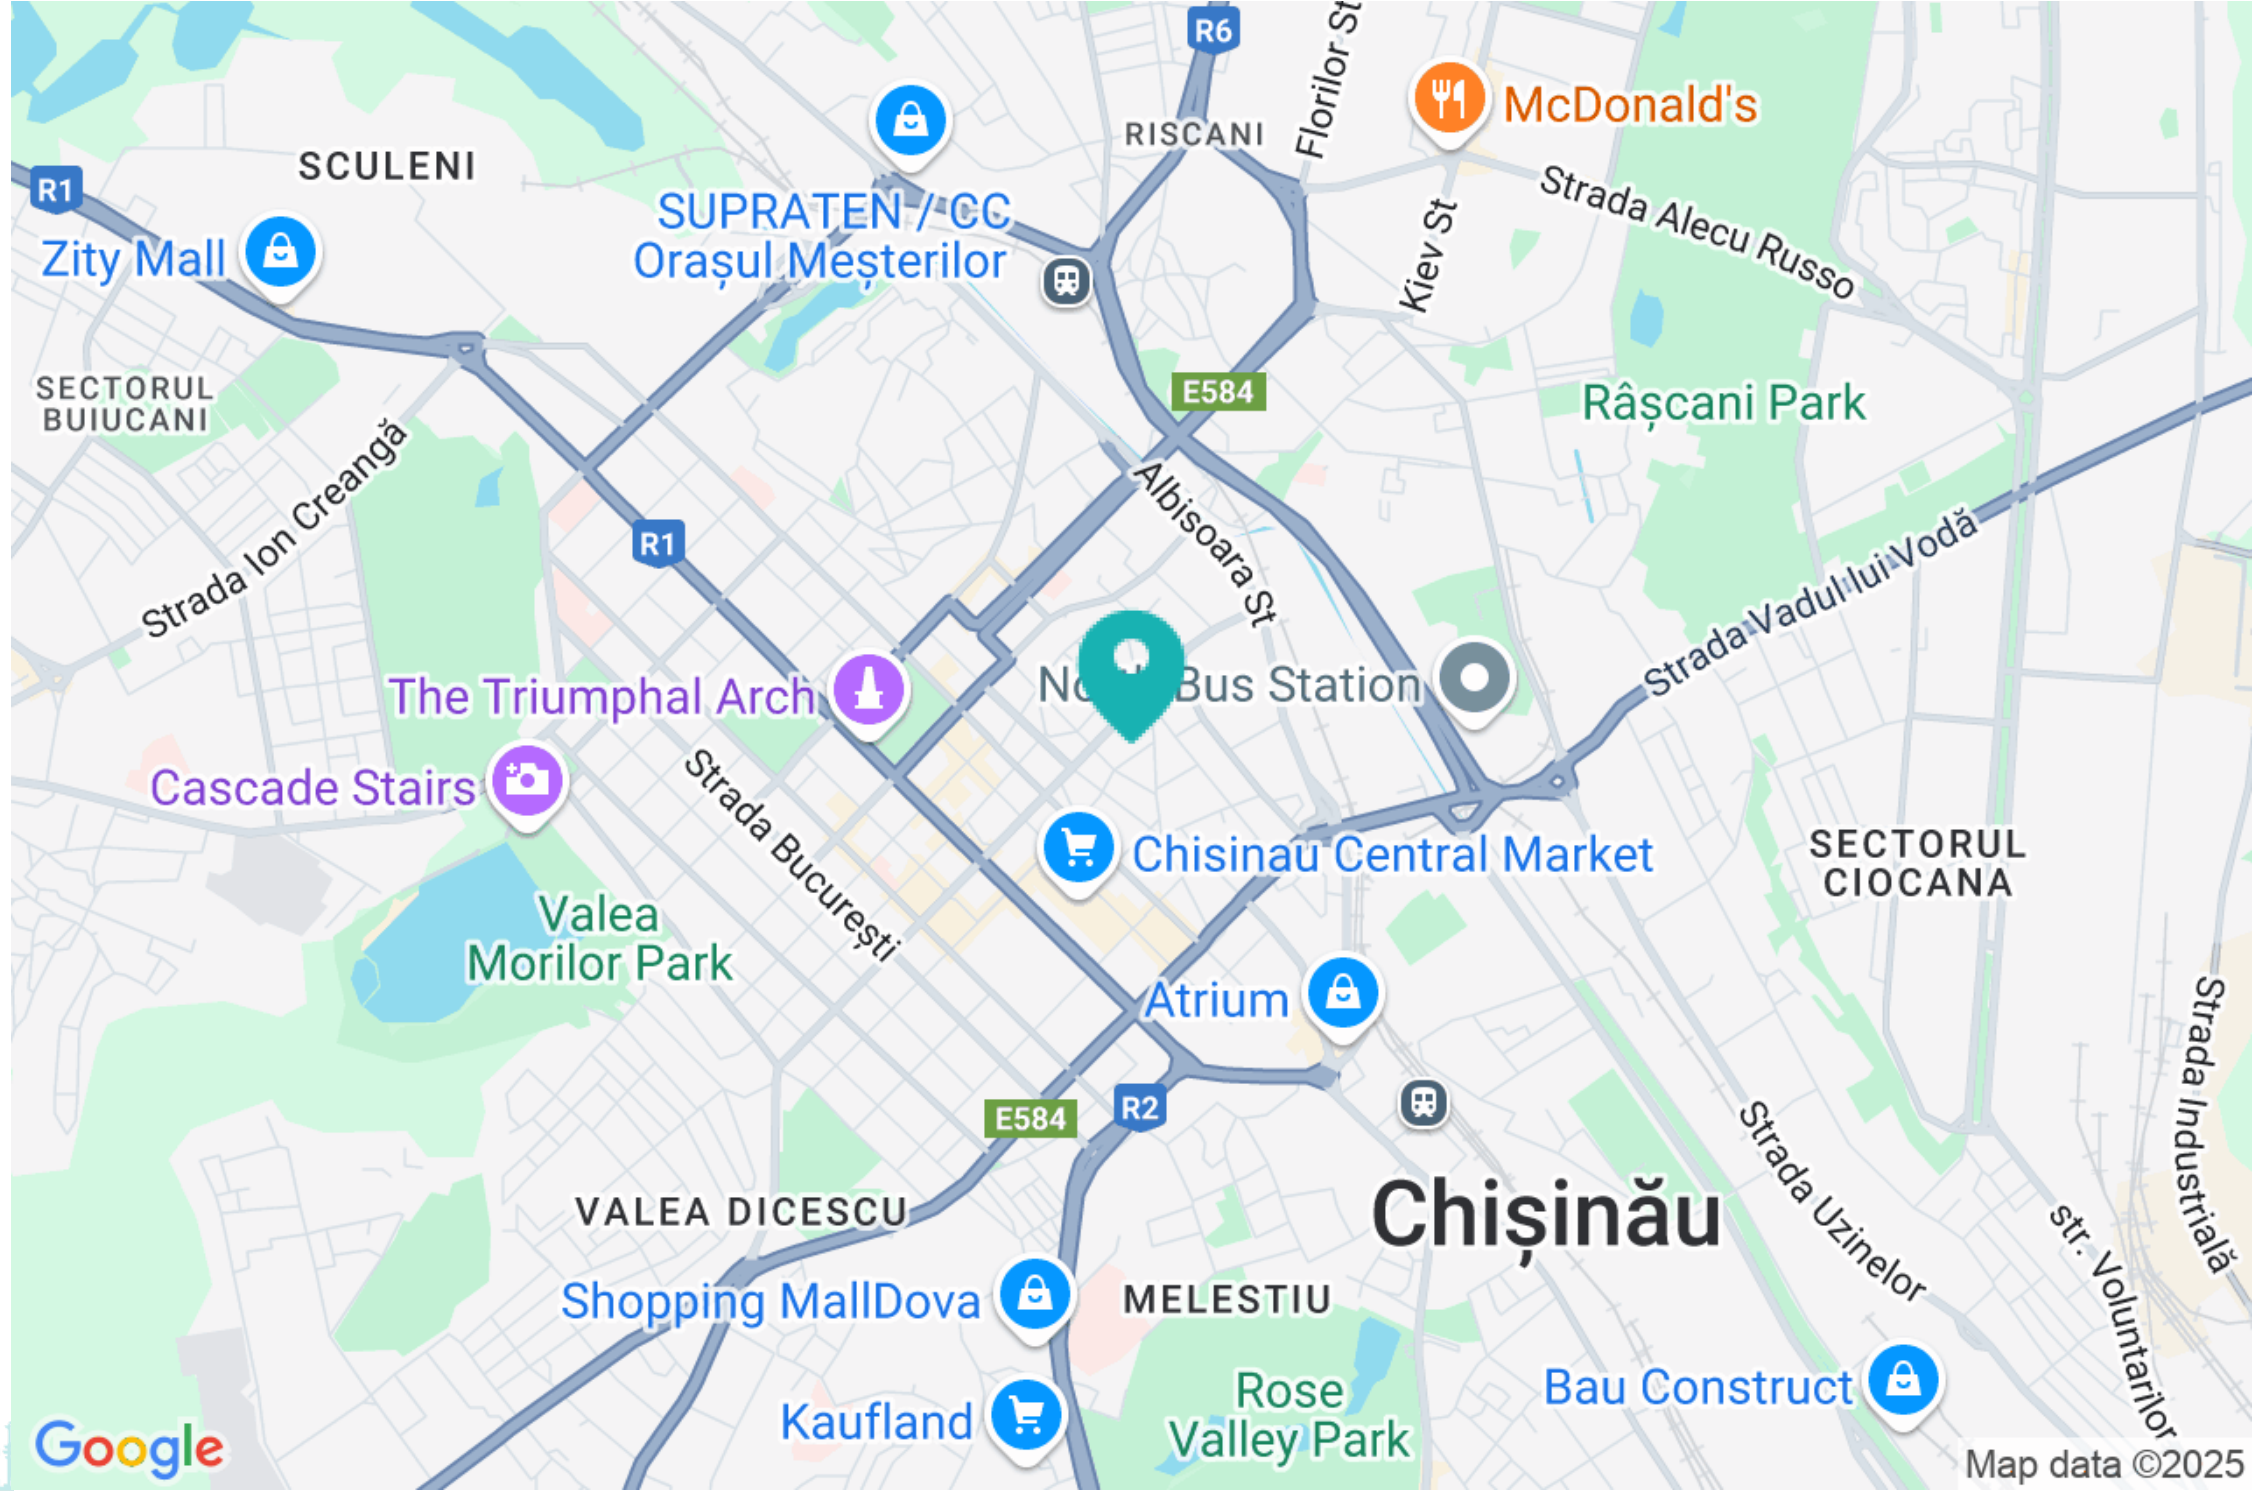 R6
Florilor St
McDonald's
RISCANI
SCULENI
R1
Strada Alecu Russo
SUPRATEN / CC
Orașul Meșterilor
Zity Mall
Kiev St
SECTORUL
BUIUCANI
E584
Râșcani Park
Strada Ion Creangă
Albisoara St
R1
Strada Vadul lui Vodă
The Triumphal Arch
Bus Station
Cascade Stairs
Strada București
Chisinau Central Market
SECTORUL
CIOCANA
Valea
Morilor Park
Atrium
Strada Industrială
E584
R2
Strada Uzinelor
VALEA DICESCU
Chișinău
str. Voluntarilor
Shopping MallDova
MELESTIU
Rose
Valley Park
Bau Construct
Kaufland
Google
Map data ©2025